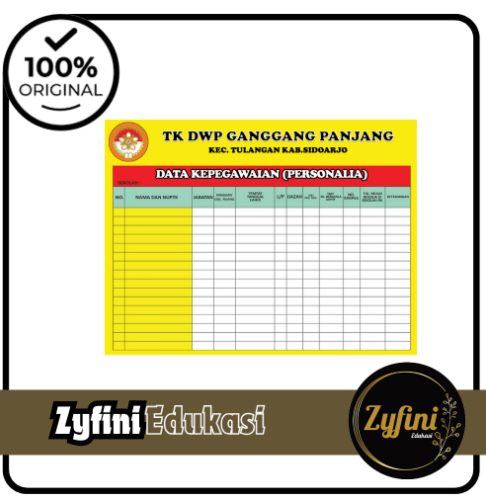 100%
ORIGINAL
TK DWP GANGGANG PANJANG
KEC. TULANGAN KAB.SIDOARJO
DATA KEPEGAWAIAN (PERSONALIA)
NO. NAMA DAN NUPTK JABATAN L/P IJAZAH KETERANGAN
Zyfini Edukasi
Zyfini
Edukasi